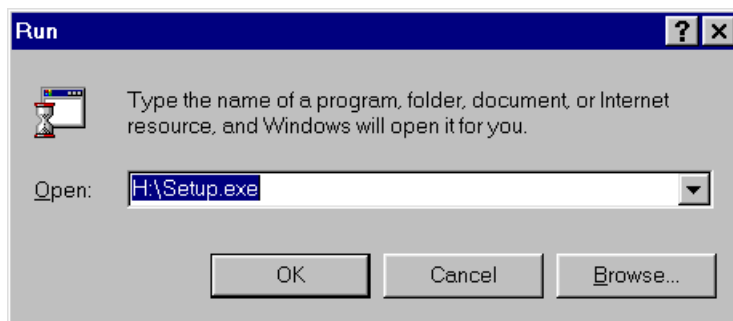 Run
Type the name of a program, folder, document, or Internet
resource, and Windows will open it for you.
Open: H:\Setup.exe
OK Cancel Browse...